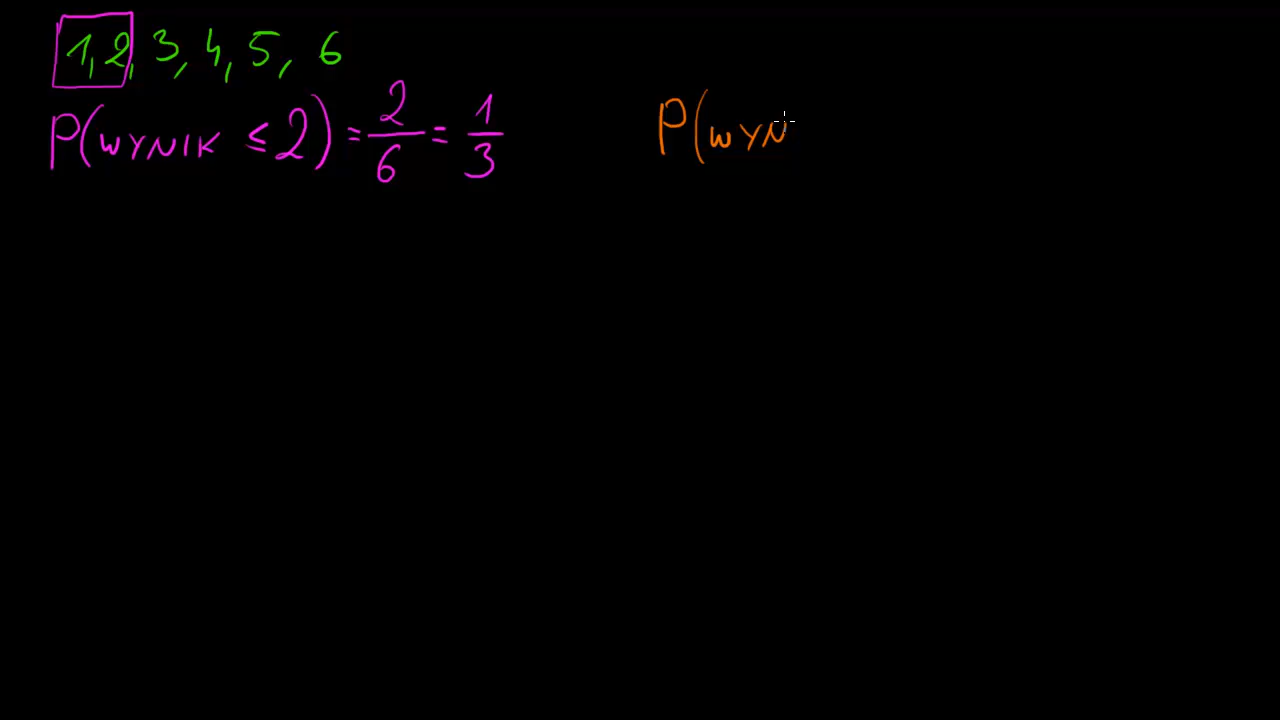 1, 2, 3, 4, 5, 6
P(WYNIK ≤ 2) = 2/6 = 1/3
P(WYN